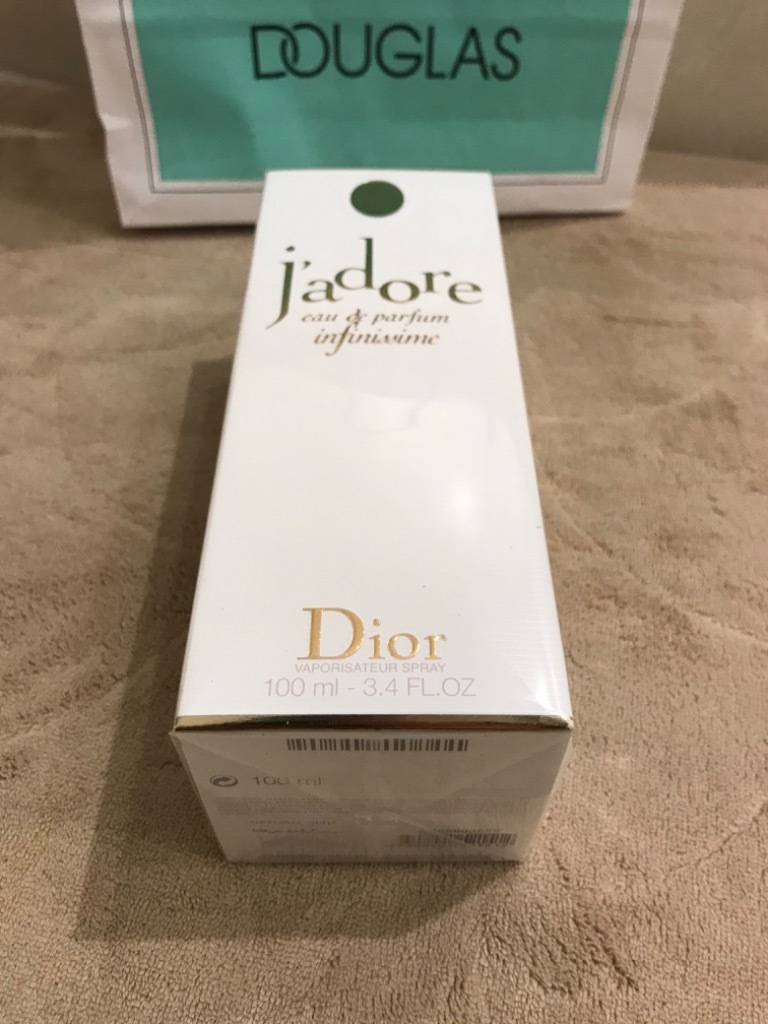 DOUGLAS
j'adore
eau de parfum
infinissime
Dior
VAPORISATEUR SPRAY
100 ml - 3.4 FL.OZ
100 ml